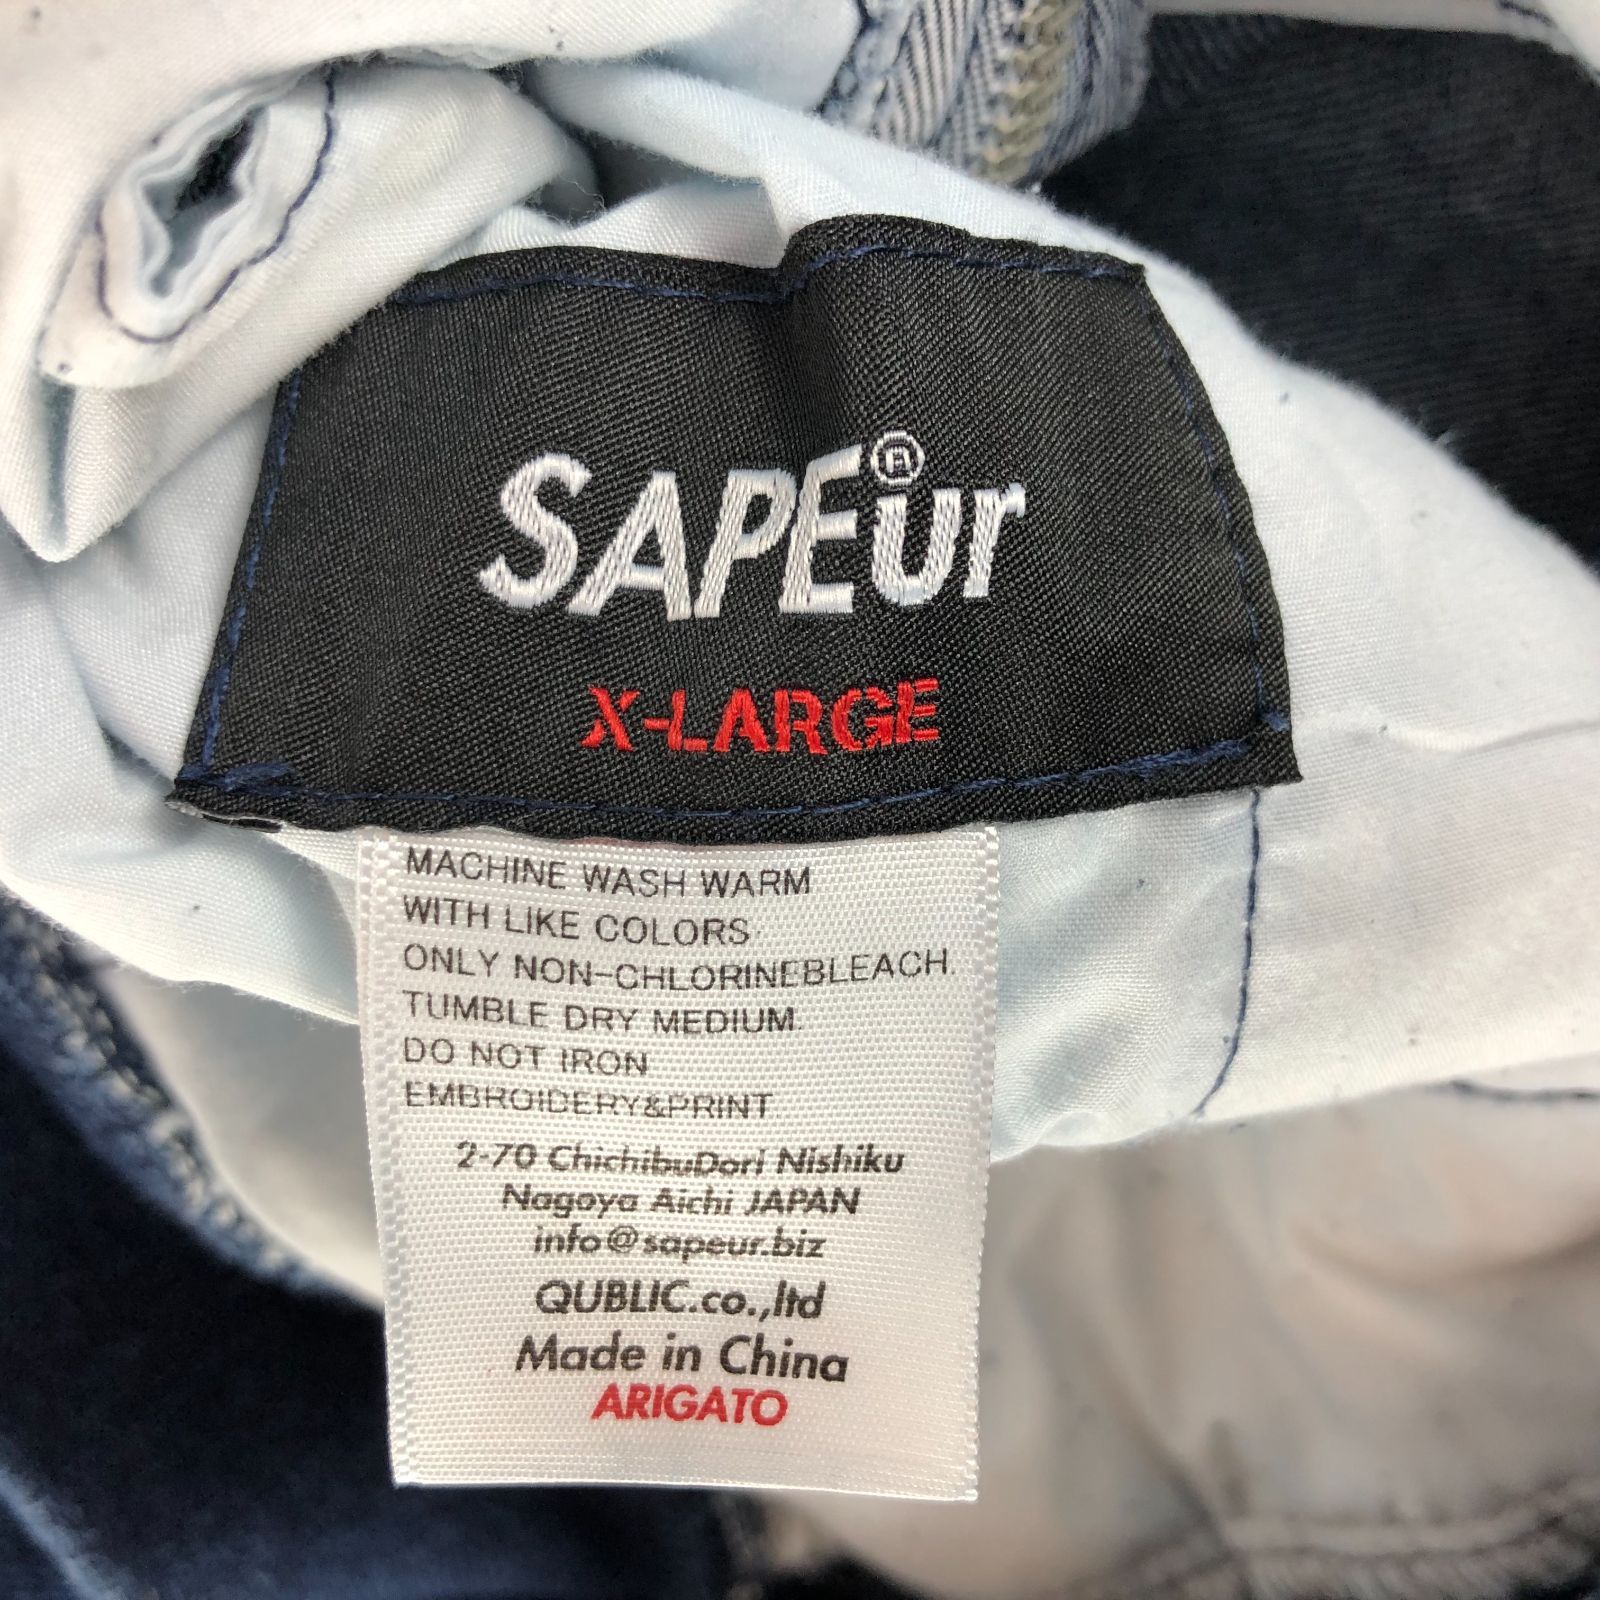 SAPEur®
X-LARGE
MACHINE WASH WARM
WITH LIKE COLORS.
ONLY NON-CHLORINEBLEACH.
TUMBLE DRY MEDIUM.
DO NOT IRON
EMBROIDERY&PRINT
2-70 ChichibuDori Nishiku
Nagoya Aichi JAPAN
info@sapeur.biz
QUBLIC.co.,ltd
Made in China
ARIGATO